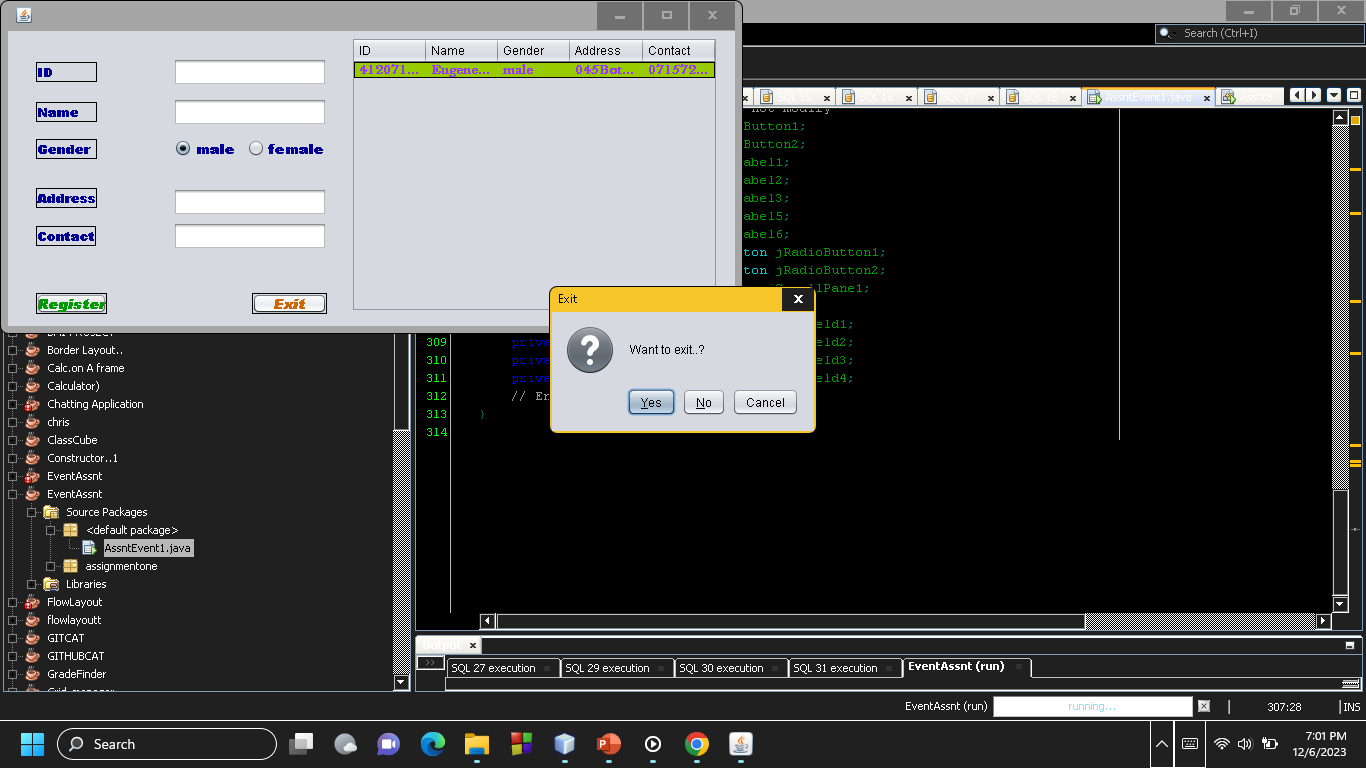 Search (Ctrl+I)
ID Name Gender Address Contact
412071... Eugene... male 045Bot... 071572...
ID
Name
Gender male female
Address
Contact
Register Exit
AssntEvent1.java
Button1;
Button2;
abel1;
abel2;
abel3;
abel5;
abel6;
ton jRadioButton1;
ton jRadioButton2;
eld1;
309 priva eld2;
310 priva eld3;
311 priva eld4;
312 // En
313 }
314
Exit
Want to exit..?
Yes No Cancel
Border Layout..
Calc.on A frame
Calculator)
Chatting Application
chris
ClassCube
Constructor..1
EventAssnt
EventAssnt
Source Packages
<default package>
AssntEvent1.java
assignmentone
Libraries
FlowLayout
flowlayoutt
GITCAT
GITHUBCAT
GradeFinder
Output
SQL 27 execution SQL 29 execution SQL 30 execution SQL 31 execution EventAssnt (run)
EventAssnt (run) running... 307:28 INS
Search
7:01 PM
12/6/2023